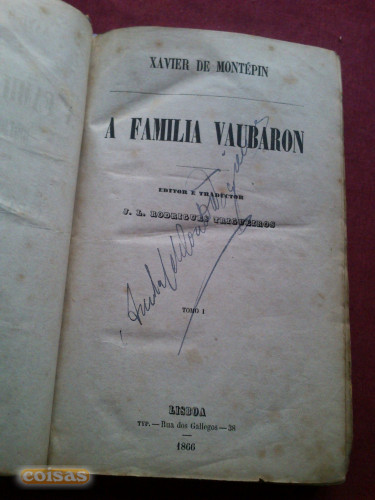 XAVIER DE MONTÉPIN
A FAMILIA VAUBARON
EDITOR E TRADUCTOR
J. L. RODRIGUES TRIGUEIROS
TOMO I
LISBOA
TYP.—Rua dos Gallegos—26
1866
coisas